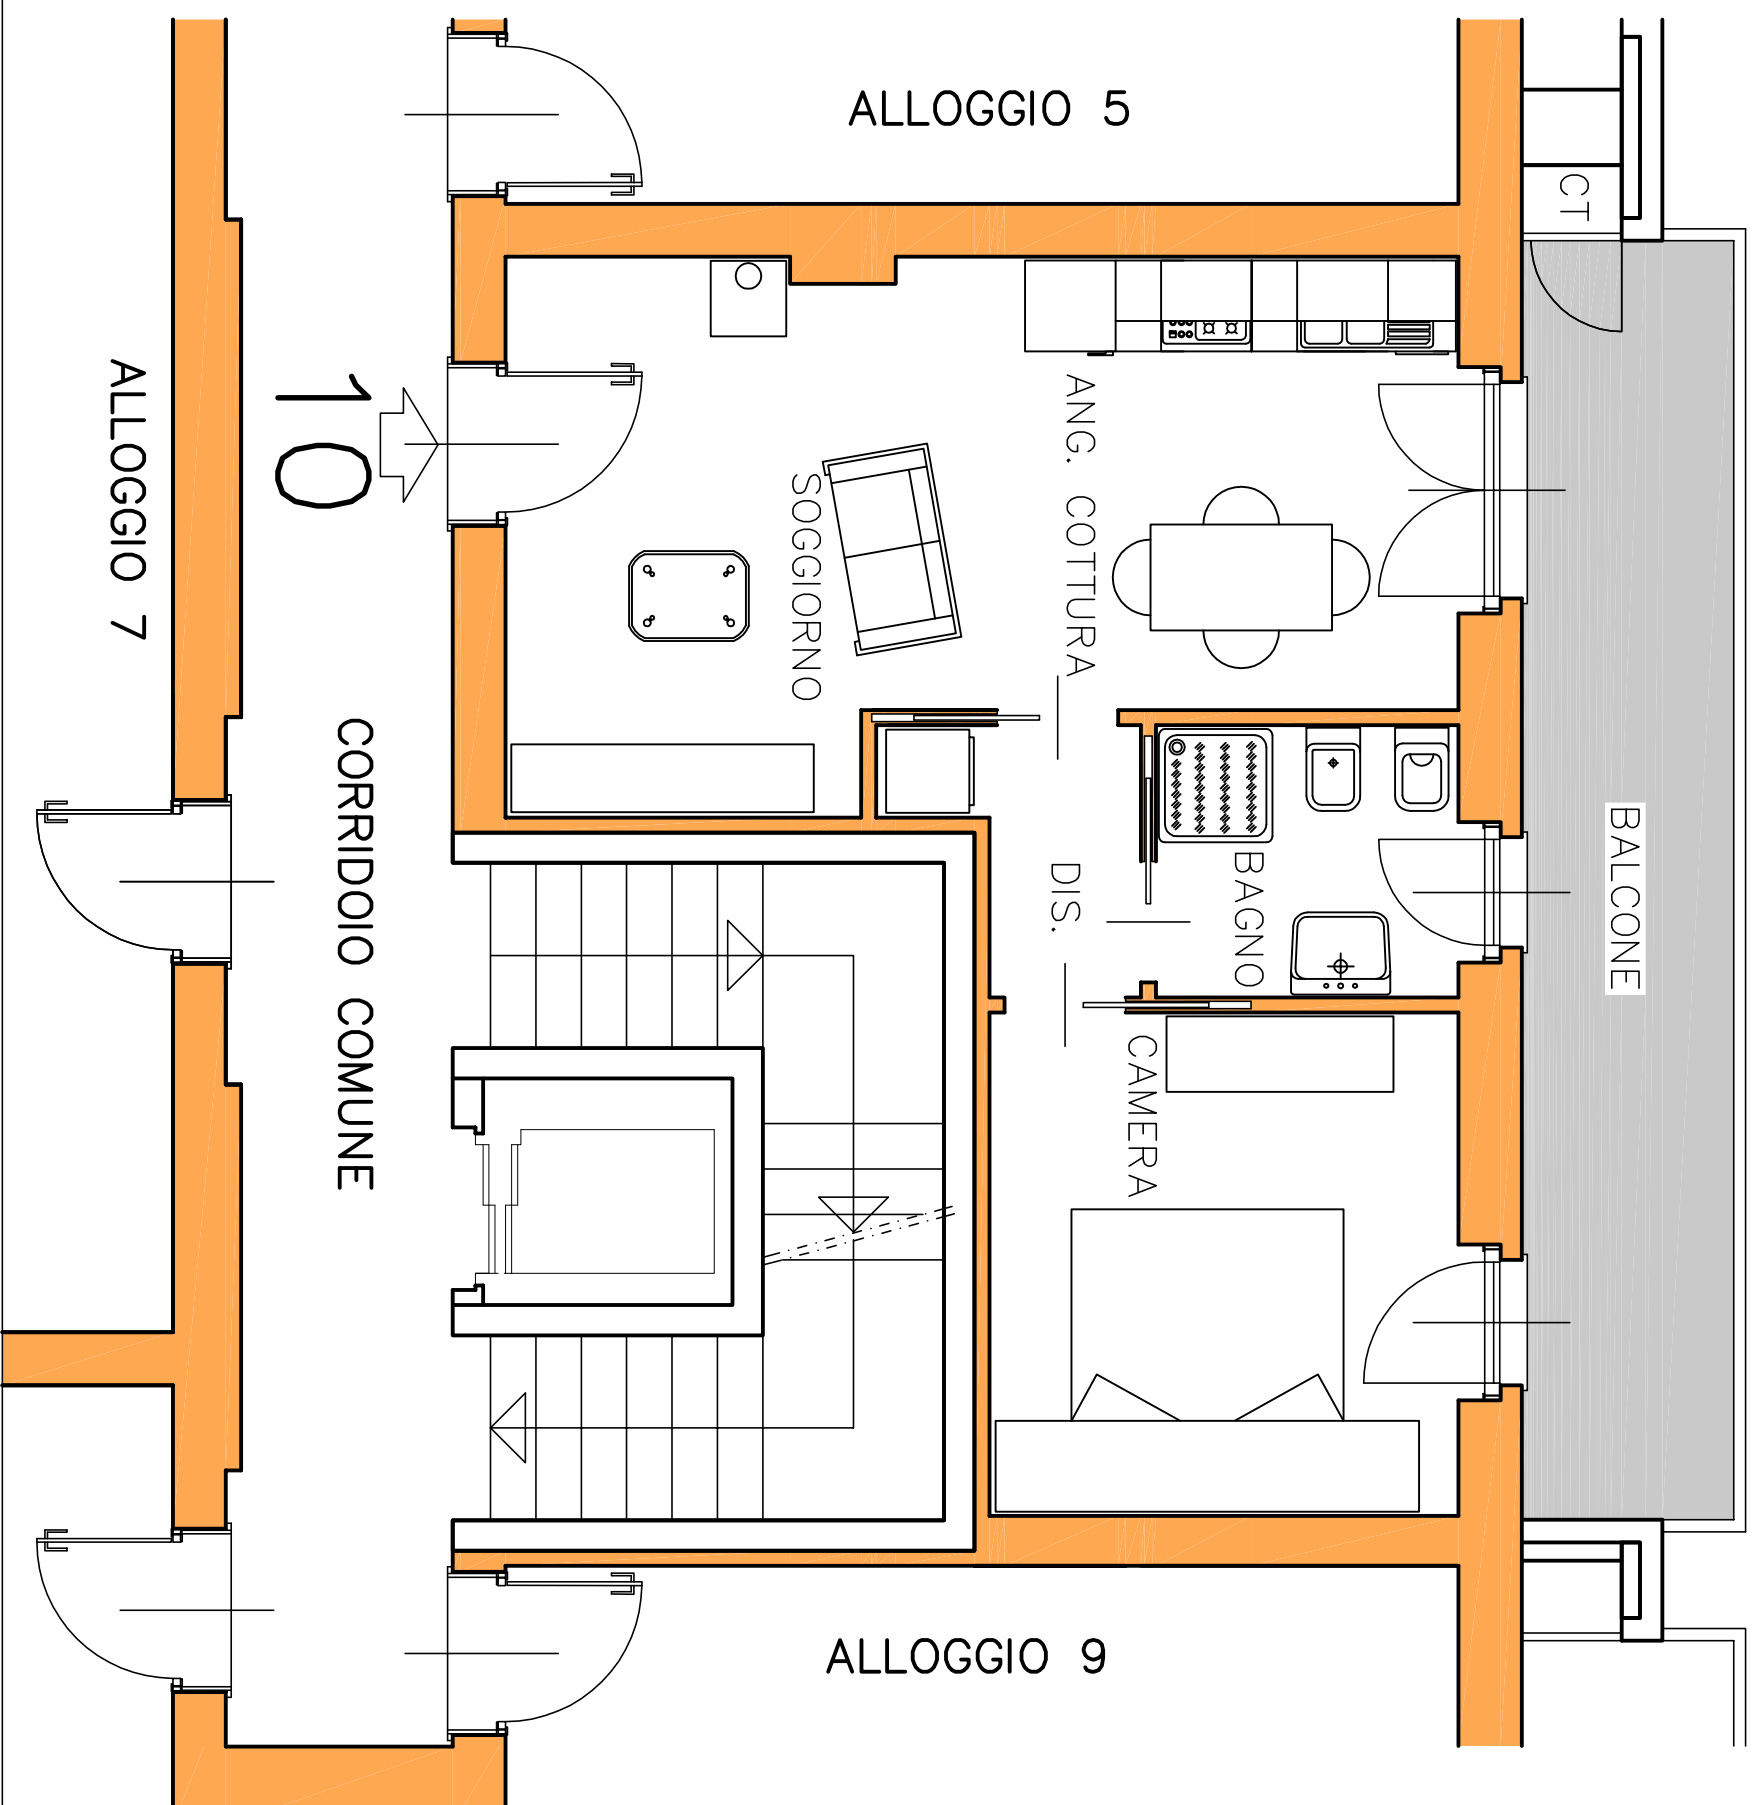 ALLOGGIO 5
CT
ALLOGGIO 7
10
SOGGIORNO
ANG. COTTURA
CORRIDOIO COMUNE
DIS.
BAGNO
BALCONE
CAMERA
ALLOGGIO 9